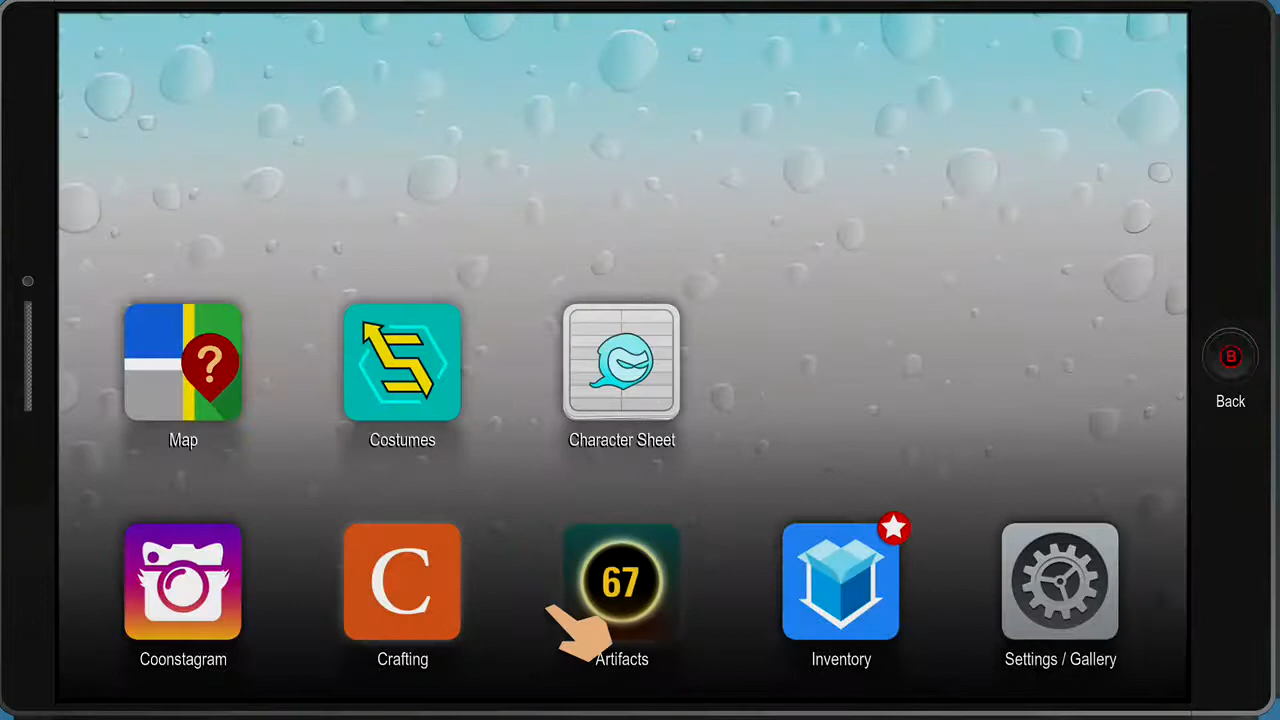 ?
Map
Costumes
Character Sheet
B
Back
C
67
Coonstagram
Crafting
Artifacts
Inventory
Settings / Gallery